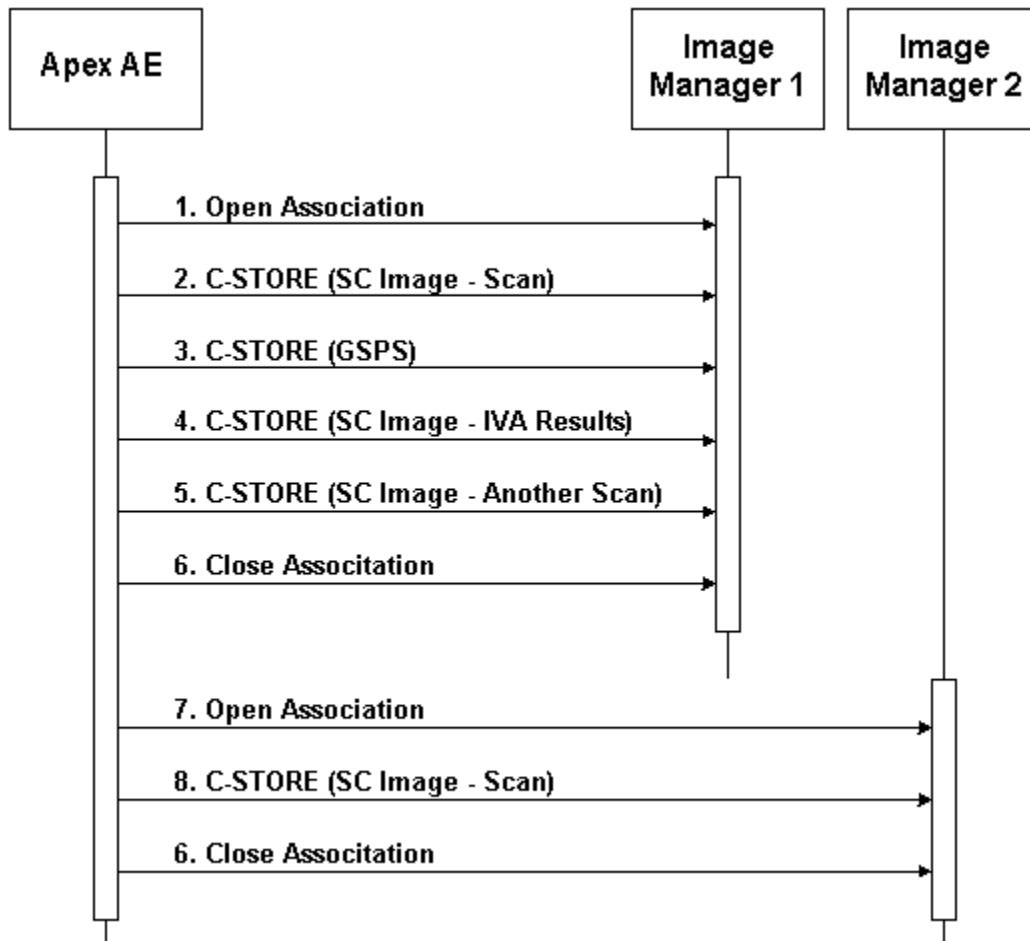 Apex AE
Image
Manager 1
Image
Manager 2
1. Open Association
2. C-STORE (SC Image - Scan)
3. C-STORE (GSPS)
4. C-STORE (SC Image - IVA Results)
5. C-STORE (SC Image - Another Scan)
6. Close Associtation
7. Open Association
8. C-STORE (SC Image - Scan)
6. Close Associtation